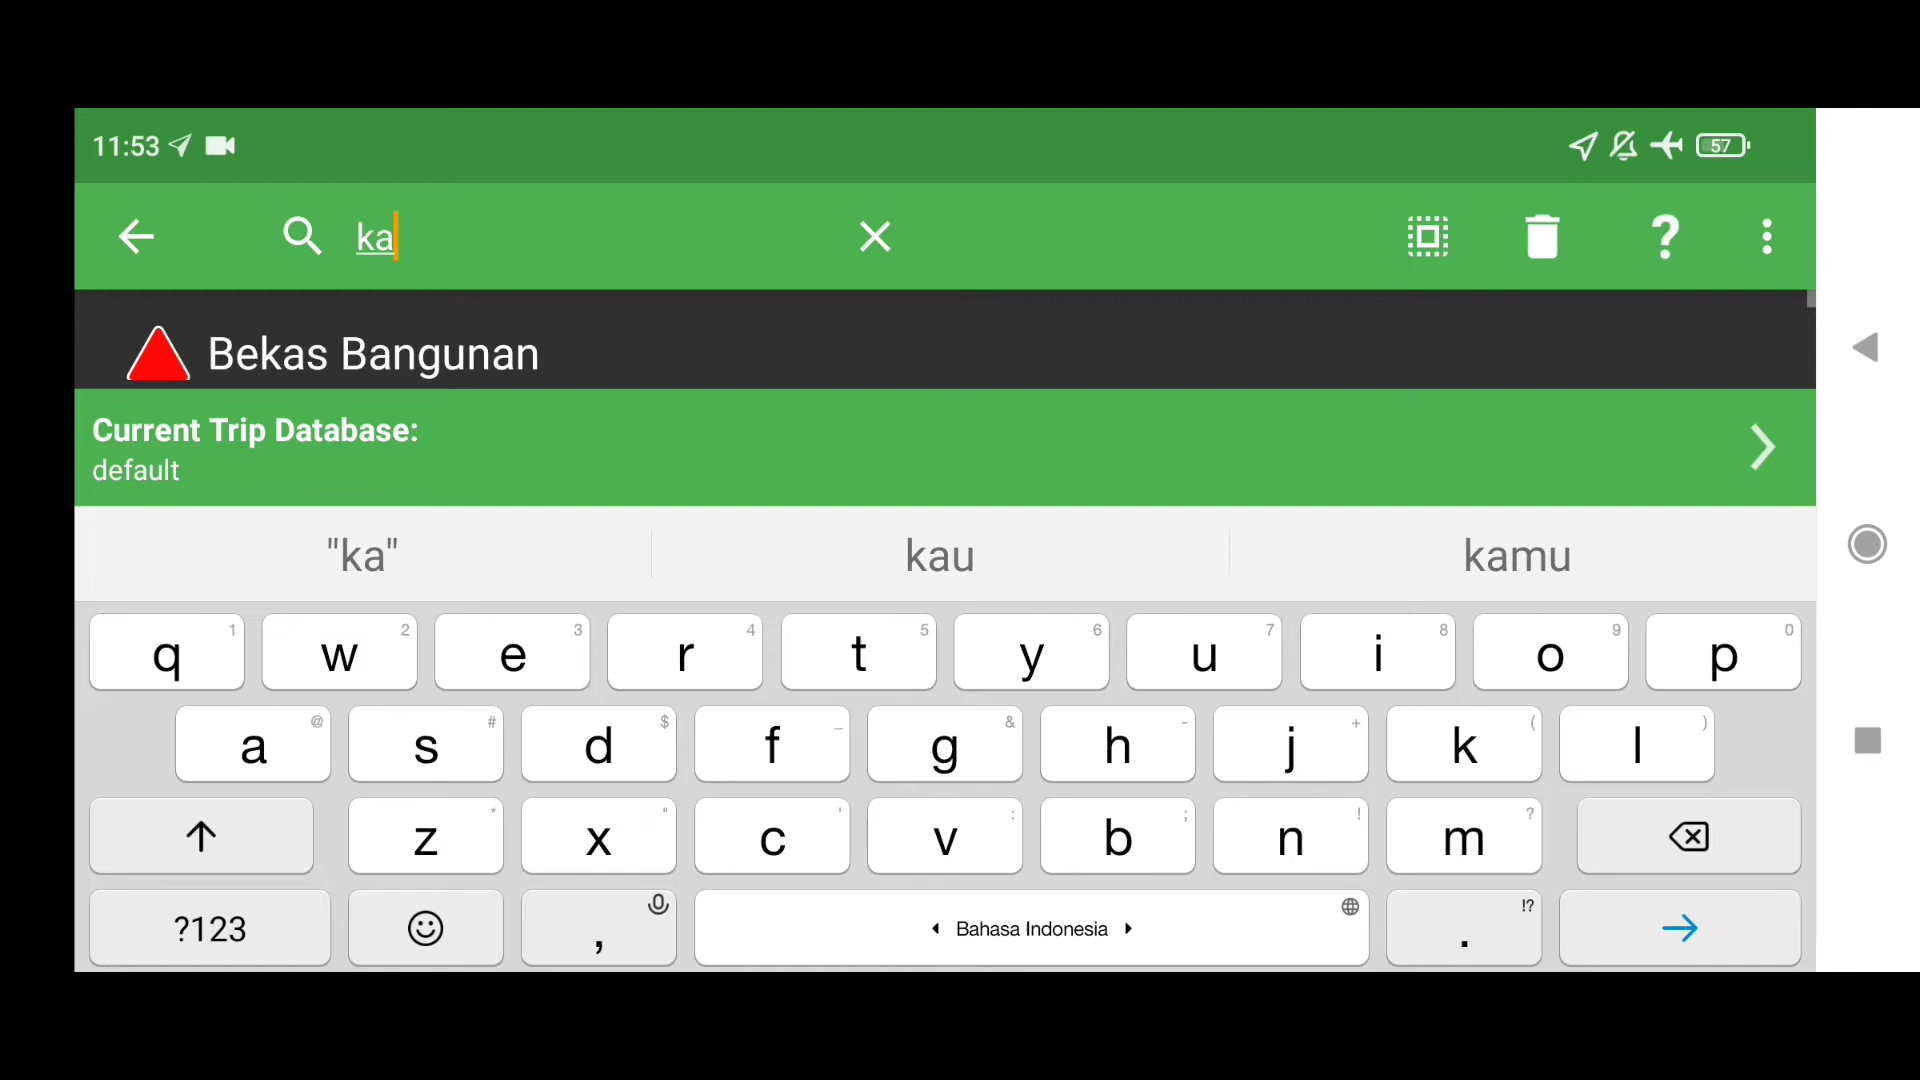 11:53
57
ka
?
Bekas Bangunan
Current Trip Database:
default
"ka" kau kamu
1 2 3 4 5 6 7 8 9 0
q w e r t y u i o p
@ # $ _ & - + ( )
a s d f g h j k l
* " ' : ; ! ?
z x c v b n m
!?
?123 , Bahasa Indonesia .